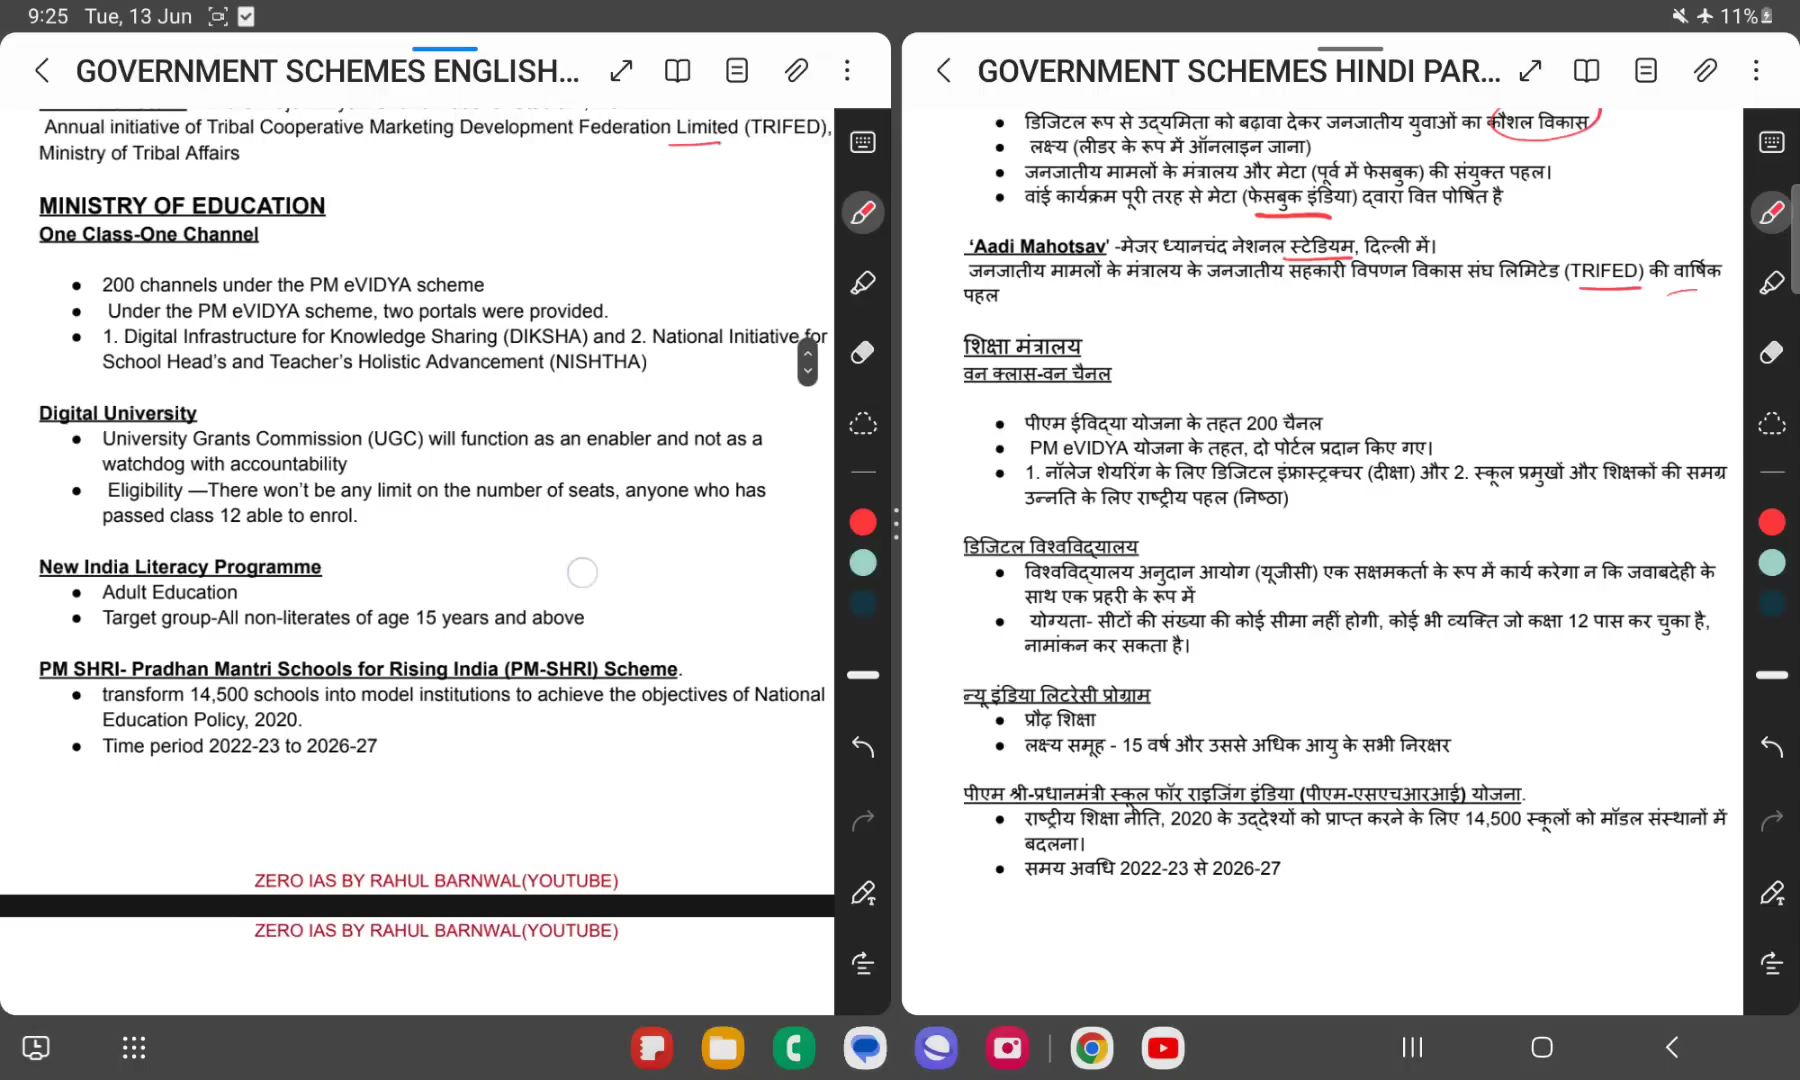 9:25 Tue, 13 Jun
11%
GOVERNMENT SCHEMES ENGLISH...
Annual initiative of Tribal Cooperative Marketing Development Federation Limited (TRIFED),
Ministry of Tribal Affairs
MINISTRY OF EDUCATION
One Class-One Channel
● 200 channels under the PM eVIDYA scheme
● Under the PM eVIDYA scheme, two portals were provided.
● 1. Digital Infrastructure for Knowledge Sharing (DIKSHA) and 2. National Initiative for
School Head's and Teacher's Holistic Advancement (NISHTHA)
Digital University
● University Grants Commission (UGC) will function as an enabler and not as a
watchdog with accountability
● Eligibility —There won't be any limit on the number of seats, anyone who has
passed class 12 able to enrol.
New India Literacy Programme
● Adult Education
● Target group-All non-literates of age 15 years and above
PM SHRI- Pradhan Mantri Schools for Rising India (PM-SHRI) Scheme.
● transform 14,500 schools into model institutions to achieve the objectives of National
Education Policy, 2020.
● Time period 2022-23 to 2026-27
ZERO IAS BY RAHUL BARNWAL(YOUTUBE)
ZERO IAS BY RAHUL BARNWAL(YOUTUBE)
GOVERNMENT SCHEMES HINDI PAR...
● डिजिटल रूप से उद्यमिता को बढ़ावा देकर जनजातीय युवाओं का कौशल विकास
● लक्ष्य (लीडर के रूप में ऑनलाइन जाना)
● जनजातीय मामलों के मंत्रालय और मेटा (पूर्व में फेसबुक) की संयुक्त पहल।
● वांई कार्यक्रम पूरी तरह से मेटा (फेसबुक इंडिया) द्वारा वित्त पोषित है
'Aadi Mahotsav' -मेजर ध्यानचंद नेशनल स्टेडियम, दिल्ली में।
जनजातीय मामलों के मंत्रालय के जनजातीय सहकारी विपणन विकास संघ लिमिटेड (TRIFED) की वार्षिक
पहल
शिक्षा मंत्रालय
वन क्लास-वन चैनल
● पीएम ईविद्या योजना के तहत 200 चैनल
● PM eVIDYA योजना के तहत, दो पोर्टल प्रदान किए गए।
● 1. नॉलेज शेयरिंग के लिए डिजिटल इंफ्रास्ट्रक्चर (दीक्षा) और 2. स्कूल प्रमुखों और शिक्षकों की समग्र
उन्नति के लिए राष्ट्रीय पहल (निष्ठा)
डिजिटल विश्वविद्यालय
● विश्वविद्यालय अनुदान आयोग (यूजीसी) एक सक्षमकर्ता के रूप में कार्य करेगा न कि जवाबदेही के
साथ एक प्रहरी के रूप में
● योग्यता- सीटों की संख्या की कोई सीमा नहीं होगी, कोई भी व्यक्ति जो कक्षा 12 पास कर चुका है,
नामांकन कर सकता है।
न्यू इंडिया लिटरेसी प्रोग्राम
● प्रौढ़ शिक्षा
● लक्ष्य समूह - 15 वर्ष और उससे अधिक आयु के सभी निरक्षर
पीएम श्री-प्रधानमंत्री स्कूल फॉर राइजिंग इंडिया (पीएम-एसएचआरआई) योजना.
● राष्ट्रीय शिक्षा नीति, 2020 के उद्देश्यों को प्राप्त करने के लिए 14,500 स्कूलों को मॉडल संस्थानों में
बदलना।
● समय अवधि 2022-23 से 2026-27